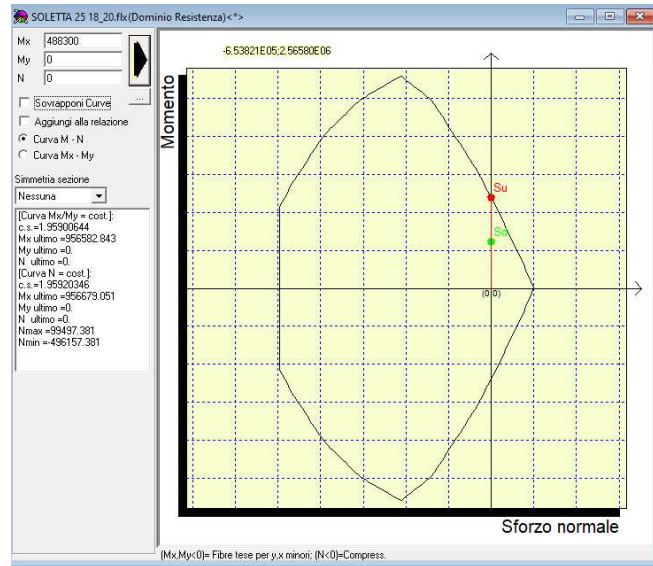 SOLETTA 25 18_20.flx(Dominio Resistenza)<*>
Mx 488300
My 0
N 0
...
Sovrapponi Curve
Aggiungi alla relazione
Curva M - N
Curva Mx - My
Simmetria sezione
Nessuna
[Curva Mx/My = cost.]:
c.s.=1.95900644
Mx ultimo =956582.843
My ultimo =0.
N ultimo =0.
[Curva N = cost.]:
c.s.=1.95920346
Mx ultimo =956679.051
My ultimo =0.
N ultimo =0.
Nmax =99497.381
Nmin =-496157.381
-6.53821E05;2.56580E06
Momento
Su
Sd
(0;0)
Sforzo normale
(Mx,My<0)= Fibre tese per y,x minori; (N<0)=Compress.